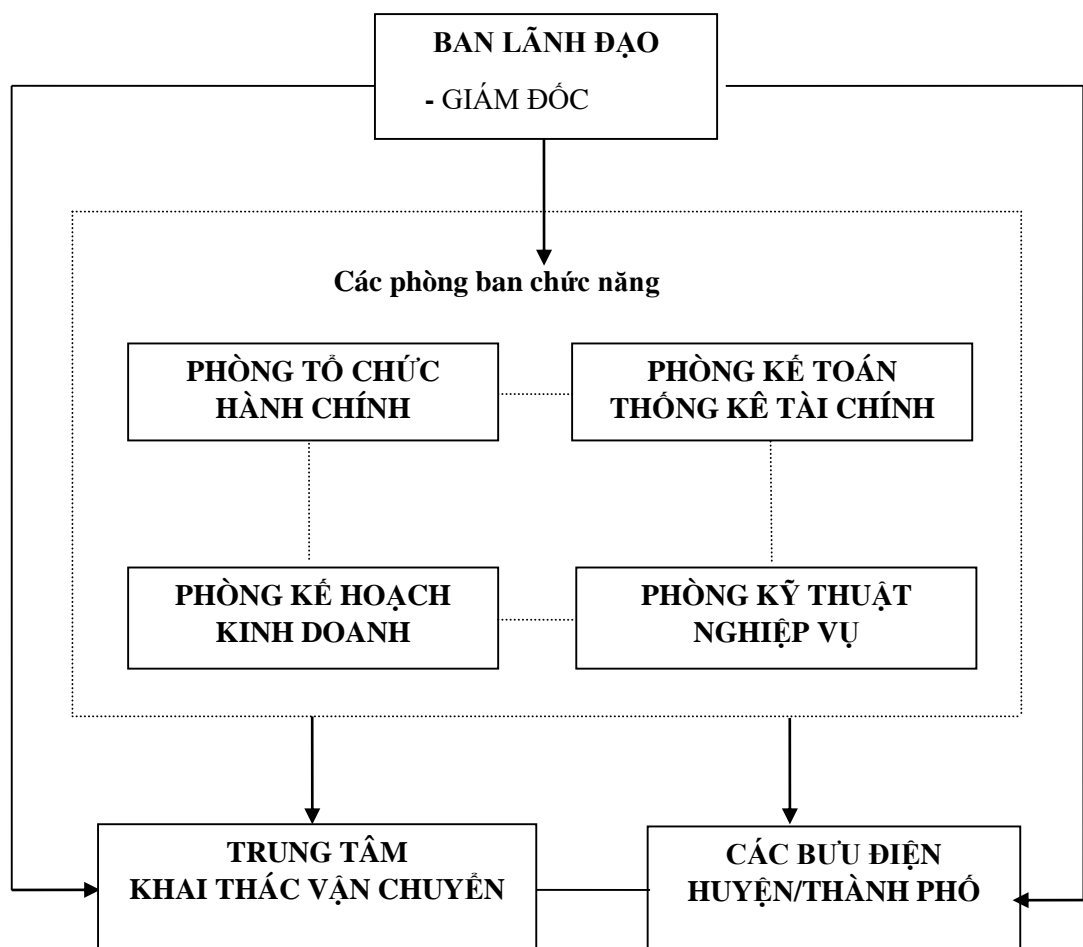 BAN LÃNH ĐẠO
- GIÁM ĐỐC
Các phòng ban chức năng
PHÒNG TỔ CHỨC
HÀNH CHÍNH
PHÒNG KẾ TOÁN
THỐNG KÊ TÀI CHÍNH
PHÒNG KẾ HOẠCH
KINH DOANH
PHÒNG KỸ THUẬT
NGHIỆP VỤ
TRUNG TÂM
KHAI THÁC VẬN CHUYỂN
CÁC BƯU ĐIỆN
HUYỆN/THÀNH PHỐ